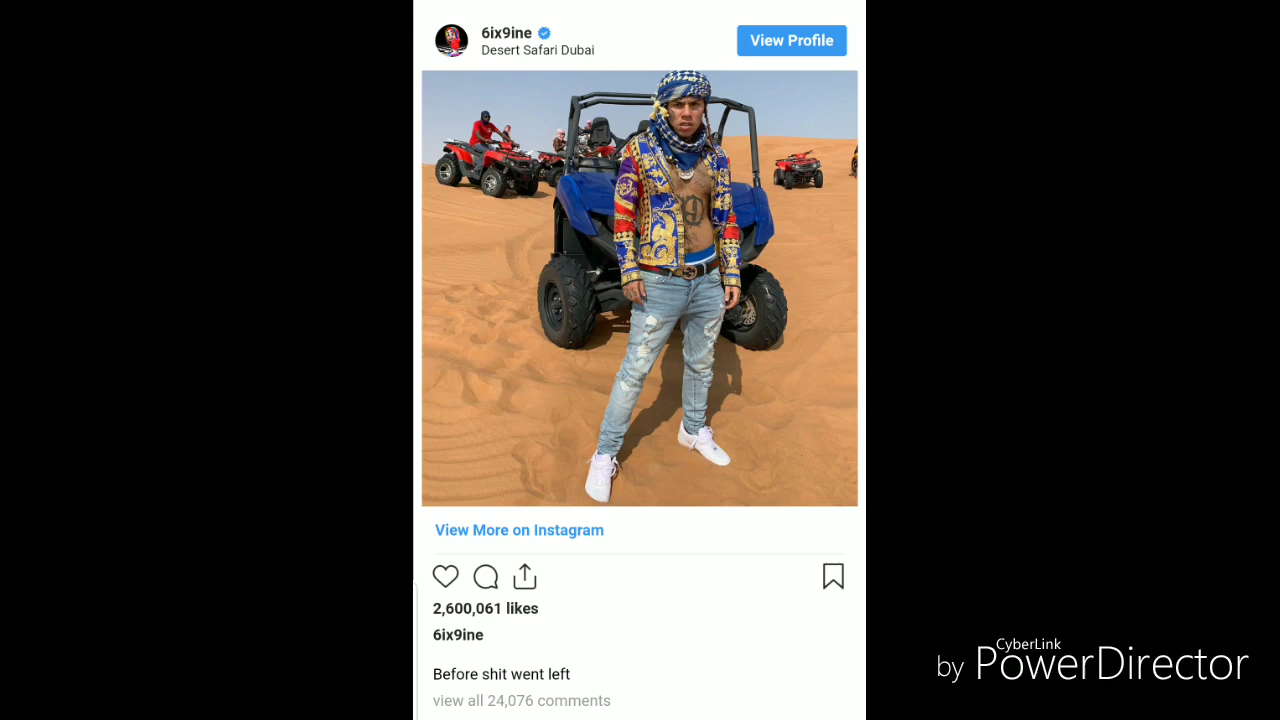 6ix9ine
Desert Safari Dubai
View Profile
View More on Instagram
2,600,061 likes
6ix9ine
Before shit went left
view all 24,076 comments
CyberLink
by PowerDirector